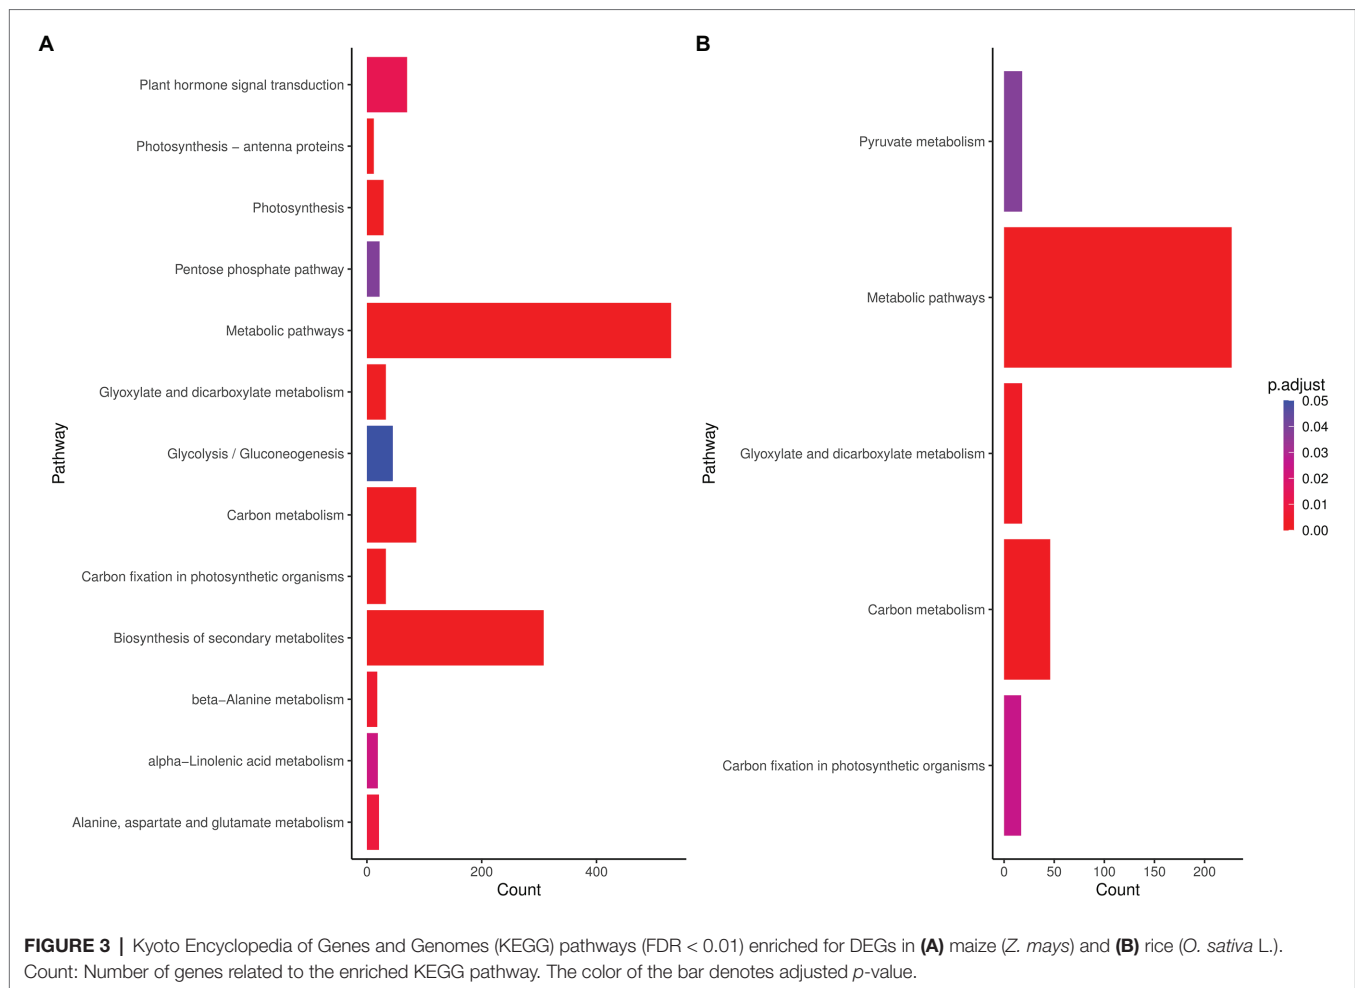 A
Plant hormone signal transduction
Photosynthesis – antenna proteins
Photosynthesis
Pentose phosphate pathway
Metabolic pathways
Glyoxylate and dicarboxylate metabolism
Glycolysis / Gluconeogenesis
Carbon metabolism
Carbon fixation in photosynthetic organisms
Biosynthesis of secondary metabolites
beta–Alanine metabolism
alpha–Linolenic acid metabolism
Alanine, aspartate and glutamate metabolism
Pathway
0 200 400
Count
B
Pyruvate metabolism
Metabolic pathways
Glyoxylate and dicarboxylate metabolism
Carbon metabolism
Carbon fixation in photosynthetic organisms
Pathway
0 50 100 150 200
Count
p.adjust
0.05
0.04
0.03
0.02
0.01
0.00
FIGURE 3 | Kyoto Encyclopedia of Genes and Genomes (KEGG) pathways (FDR < 0.01) enriched for DEGs in (A) maize (Z. mays) and (B) rice (O. sativa L.).
Count: Number of genes related to the enriched KEGG pathway. The color of the bar denotes adjusted p-value.